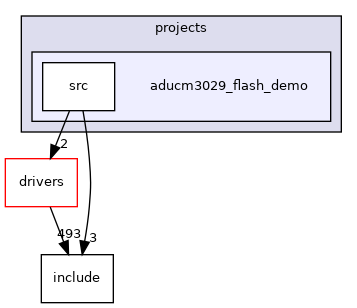 projects
src
aducm3029_flash_demo
2
drivers
493
3
include